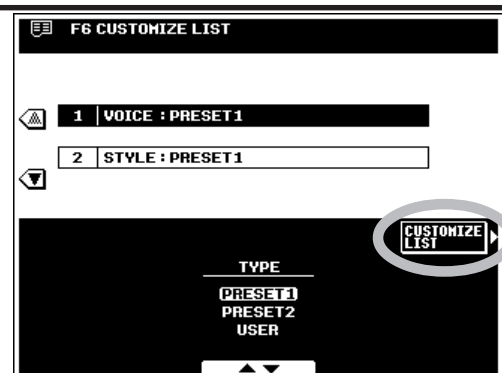 F6 CUSTOMIZE LIST
1 VOICE : PRESET1
2 STYLE : PRESET1
CUSTOMIZE
LIST
TYPE
PRESET1
PRESET2
USER